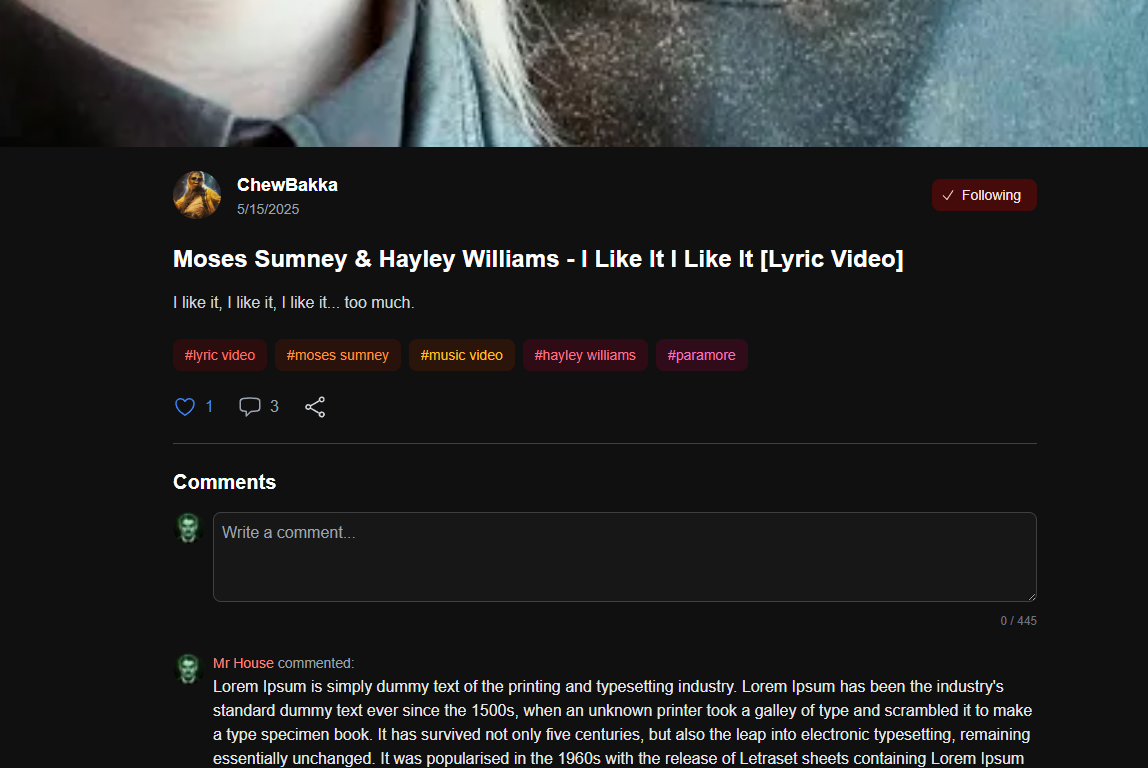 ChewBakka
5/15/2025
Following
Moses Sumney & Hayley Williams - I Like It I Like It [Lyric Video]
I like it, I like it, I like it... too much.
#lyric video #moses sumney #music video #hayley williams #paramore
1 3
Comments
Write a comment...
0 / 445
Mr House commented:
Lorem Ipsum is simply dummy text of the printing and typesetting industry. Lorem Ipsum has been the industry's
standard dummy text ever since the 1500s, when an unknown printer took a galley of type and scrambled it to make
a type specimen book. It has survived not only five centuries, but also the leap into electronic typesetting, remaining
essentially unchanged. It was popularised in the 1960s with the release of Letraset sheets containing Lorem Ipsum